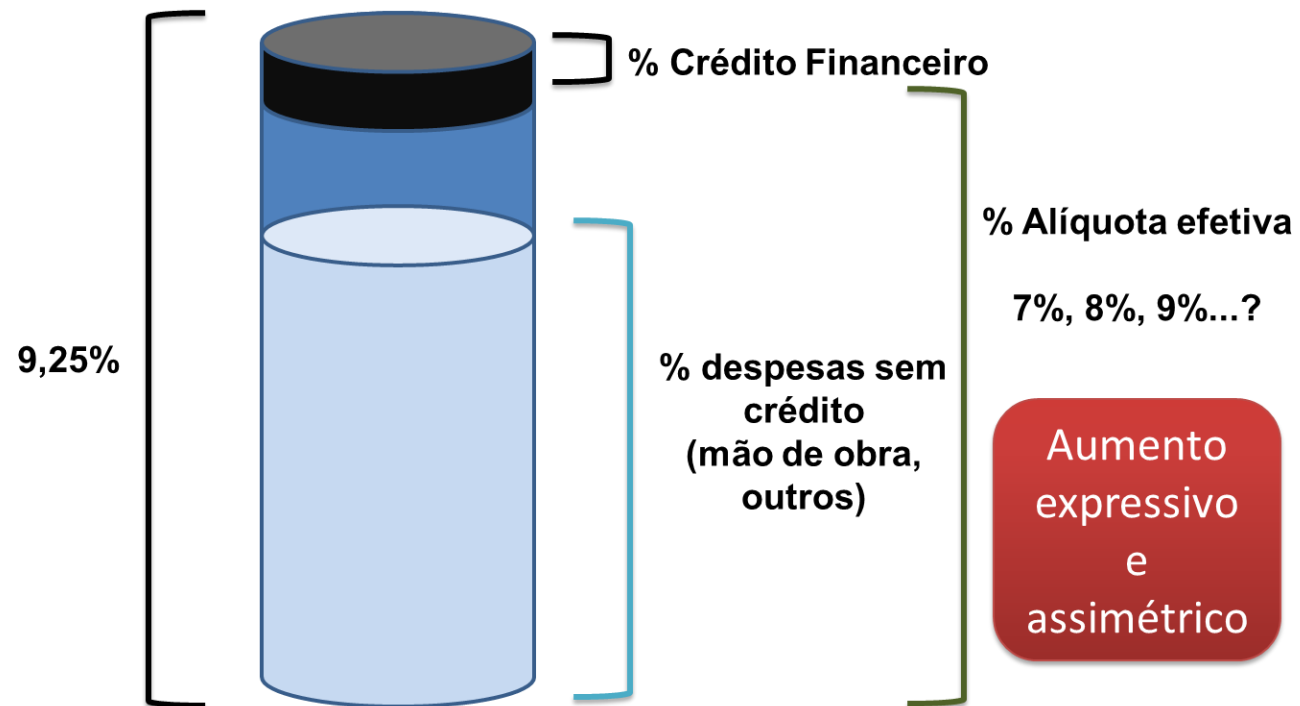 % Crédito Financeiro
% Alíquota efetiva
7%, 8%, 9%...?
9,25%
% despesas sem
crédito
(mão de obra,
outros)
Aumento
expressivo
e
assimétrico